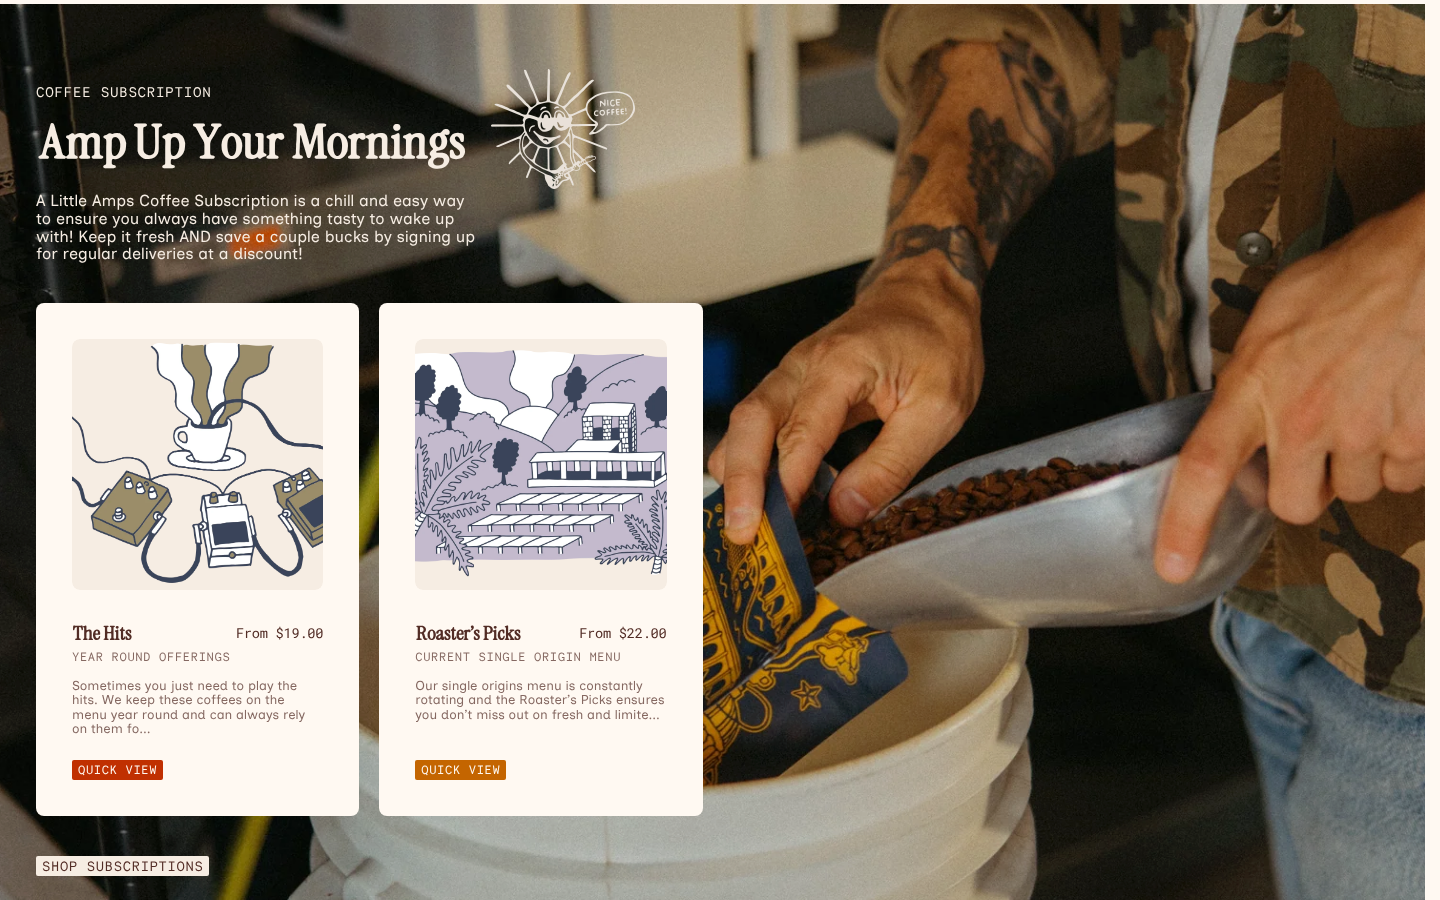 COFFEE SUBSCRIPTION
NICE
COFFEE!
Amp Up Your Mornings
A Little Amps Coffee Subscription is a chill and easy way
to ensure you always have something tasty to wake up
with! Keep it fresh AND save a couple bucks by signing up
for regular deliveries at a discount!
The Hits
From $19.00
YEAR ROUND OFFERINGS
Sometimes you just need to play the
hits. We keep these coffees on the
menu year round and can always rely
on them fo...
QUICK VIEW
Roaster's Picks
From $22.00
CURRENT SINGLE ORIGIN MENU
Our single origins menu is constantly
rotating and the Roaster's Picks ensures
you don't miss out on fresh and limite...
QUICK VIEW
SHOP SUBSCRIPTIONS